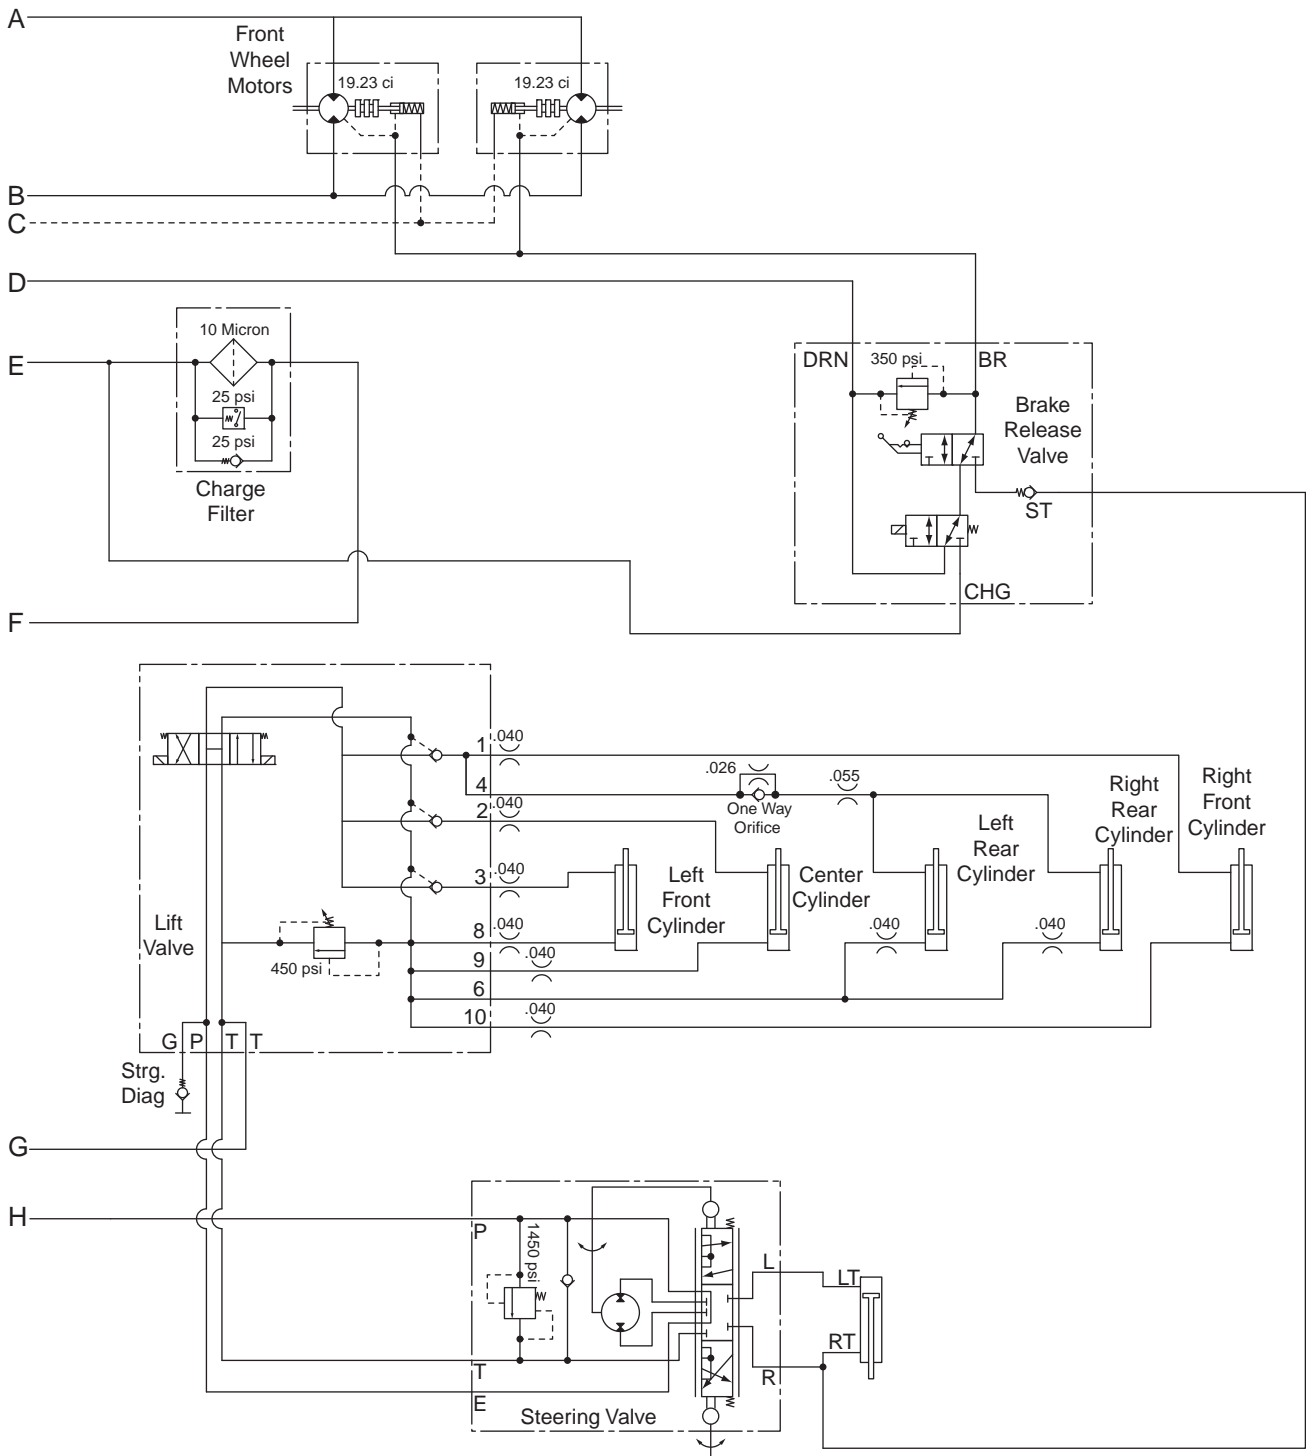 A
Front
Wheel
Motors
19.23 ci
19.23 ci
B
C
D
10 Micron
E
25 psi
25 psi
Charge
Filter
DRN
350 psi
BR
Brake
Release
Valve
ST
CHG
F
1
.040
4
.026
.055
2
.040
One Way
Orifice
Right
Rear
Cylinder
Right
Front
Cylinder
Left
Rear
Cylinder
3
.040
Left
Front
Cylinder
Center
Cylinder
Lift
Valve
450 psi
8
.040
.040
.040
9
.040
6
10
.040
G
P
T
T
Strg.
Diag
G
H
P
1450 psi
L
LT
RT
T
R
E
Steering Valve